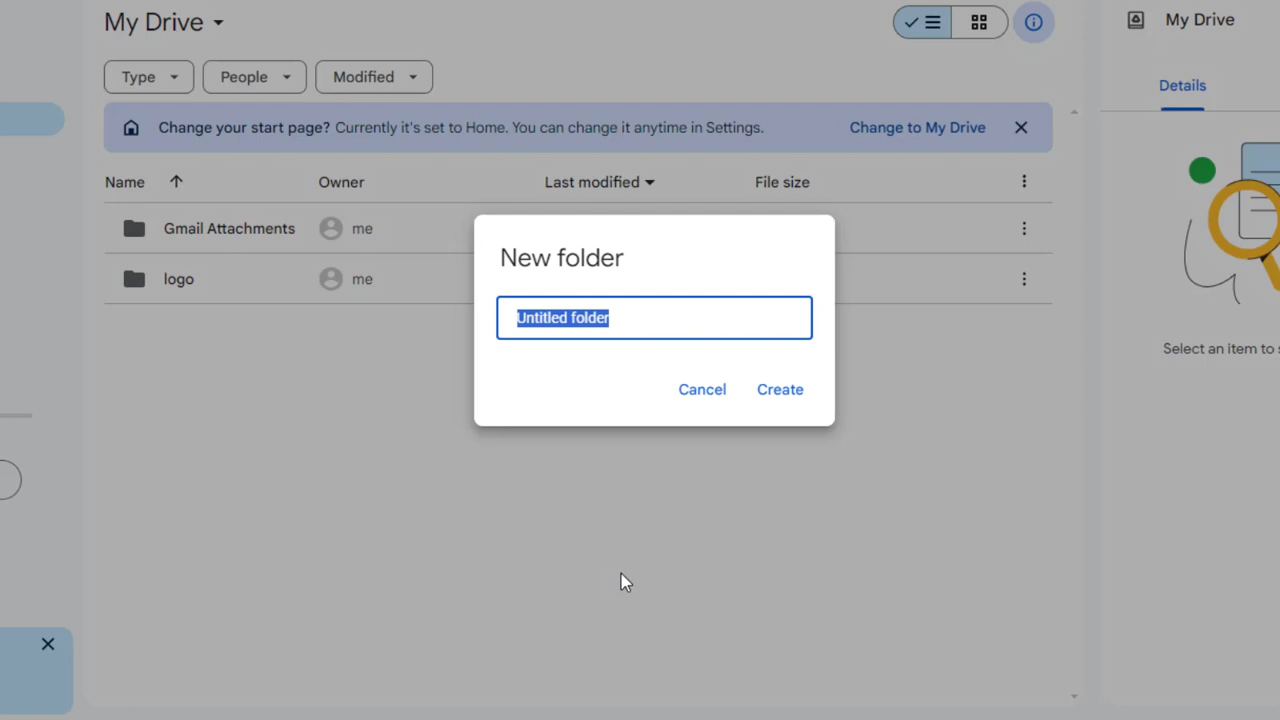 My Drive
My Drive
Type
People
Modified
Details
Change your start page? Currently it's set to Home. You can change it anytime in Settings.
Change to My Drive
Name
Owner
Last modified
File size
Gmail Attachments
me
logo
me
New folder
Untitled folder
Cancel
Create
Select an item to